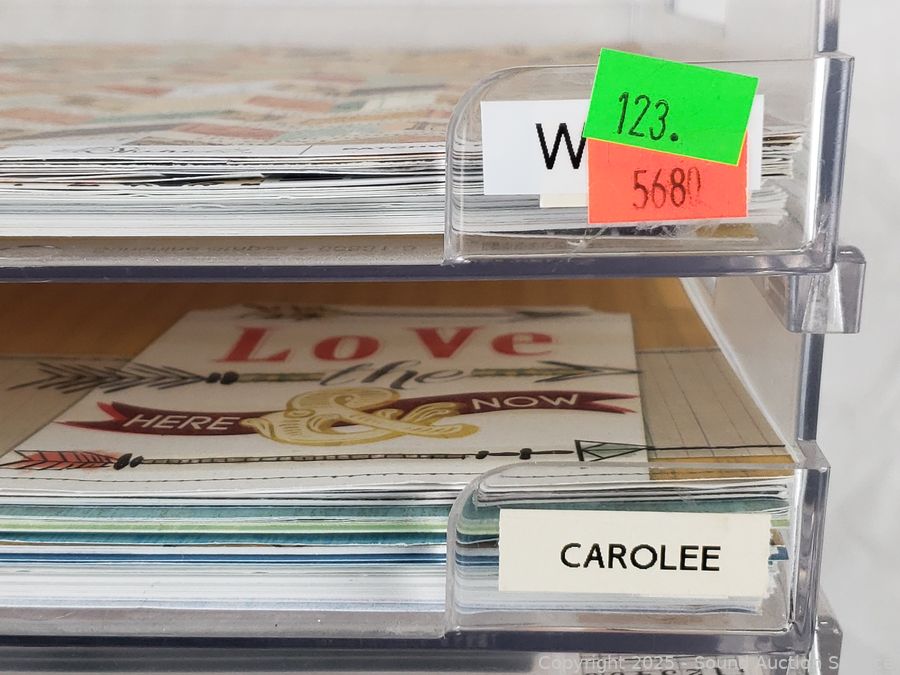 123.
W
5680
LOVE
the
HERE & NOW
CAROLEE
Copyright 2025 - Sound Auction Service